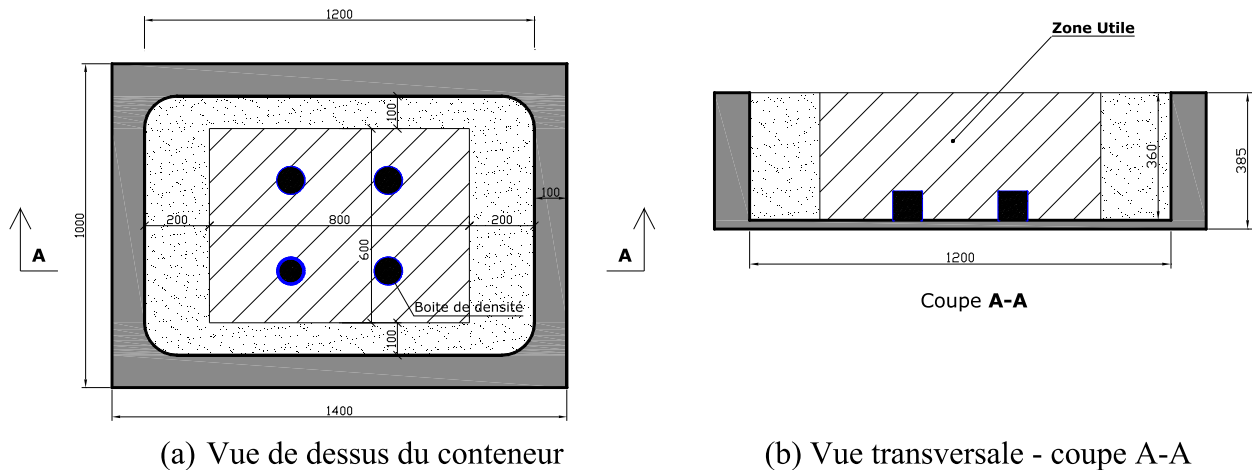 1200
1000
100
200
800
200
100
600
100
1400
A
A
Boite de densité
(a) Vue de dessus du conteneur
Zone Utile
360
385
1200
Coupe A-A
(b) Vue transversale - coupe A-A